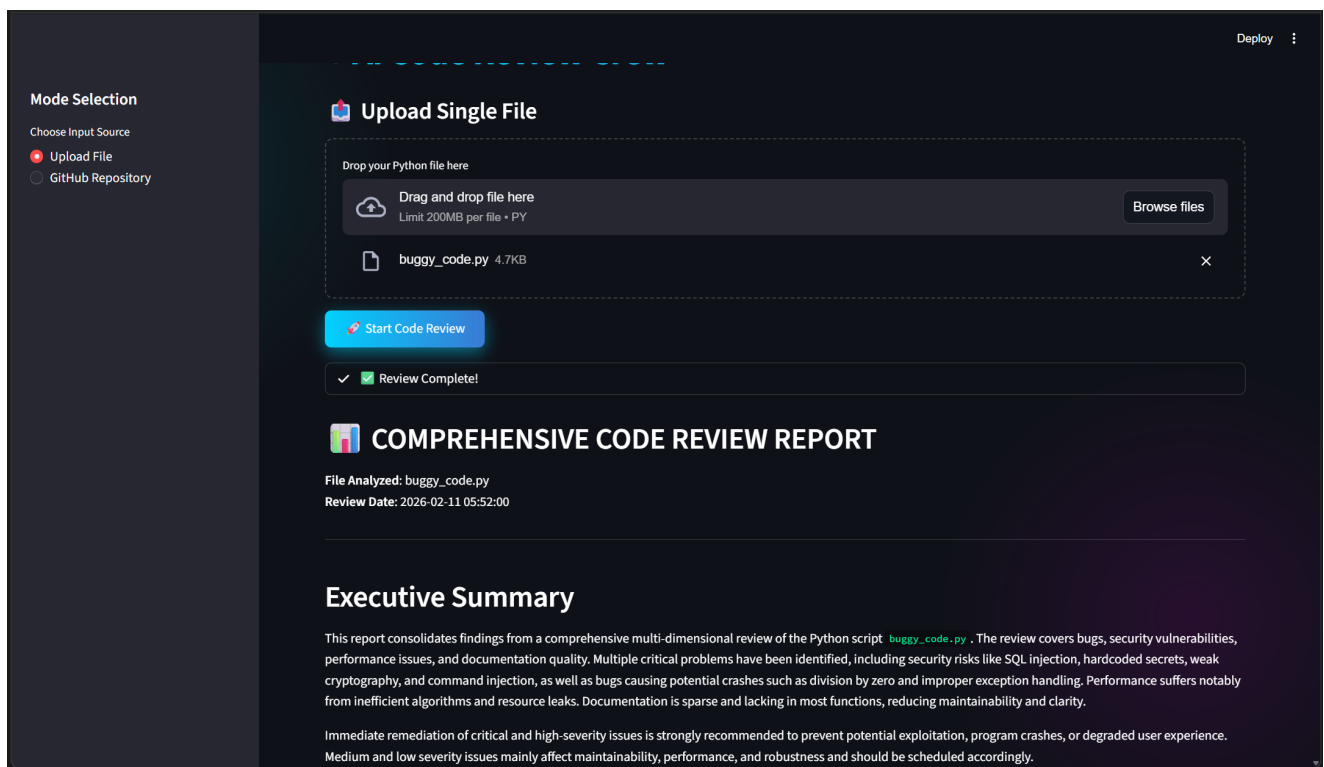 Deploy
Mode Selection
Choose Input Source
Upload File
GitHub Repository
Upload Single File
Drop your Python file here
Drag and drop file here
Limit 200MB per file • PY
Browse files
buggy_code.py 4.7KB
Start Code Review
Review Complete!
COMPREHENSIVE CODE REVIEW REPORT
File Analyzed: buggy_code.py
Review Date: 2026-02-11 05:52:00
Executive Summary
This report consolidates findings from a comprehensive multi-dimensional review of the Python script buggy_code.py . The review covers bugs, security vulnerabilities,
performance issues, and documentation quality. Multiple critical problems have been identified, including security risks like SQL injection, hardcoded secrets, weak
cryptography, and command injection, as well as bugs causing potential crashes such as division by zero and improper exception handling. Performance suffers notably
from inefficient algorithms and resource leaks. Documentation is sparse and lacking in most functions, reducing maintainability and clarity.
Immediate remediation of critical and high-severity issues is strongly recommended to prevent potential exploitation, program crashes, or degraded user experience.
Medium and low severity issues mainly affect maintainability, performance, and robustness and should be scheduled accordingly.